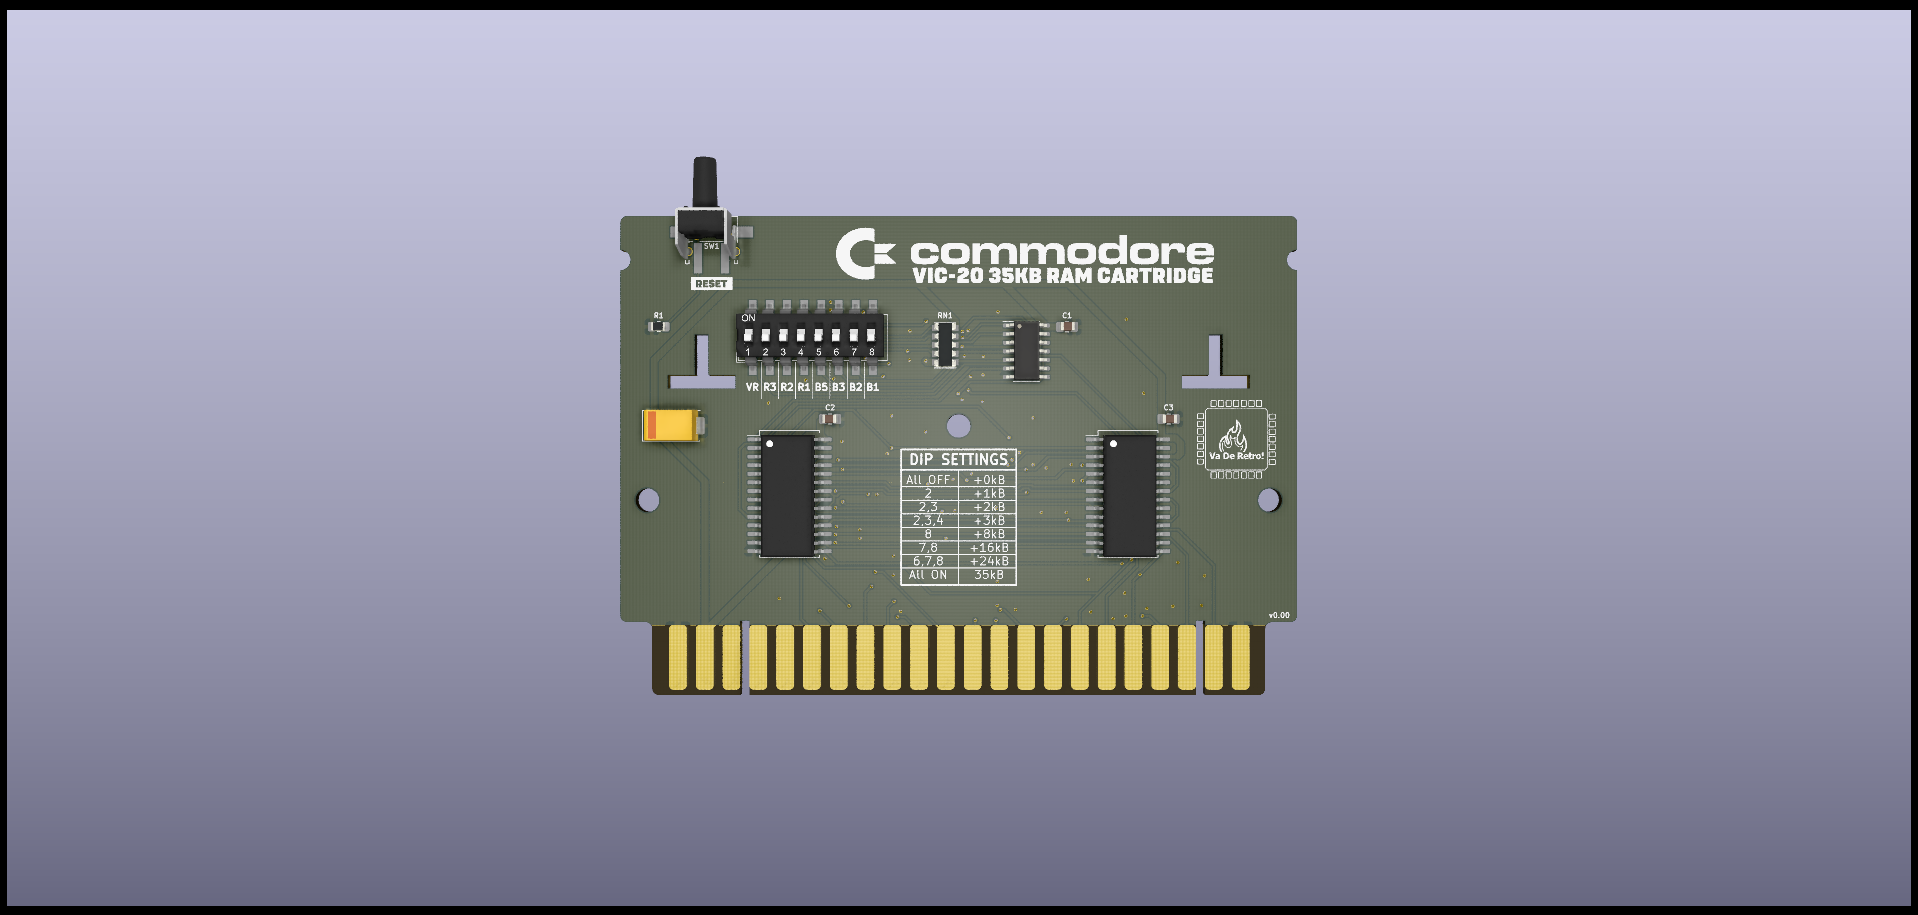 SW1
commodore
VIC-20 35KB RAM CARTRIDGE
RESET
R1
RN1
C1
ON
1 2 3 4 5 6 7 8
VR R3 R2 R1 B5 B3 B2 B1
C2
C3
Va De Retro!
DIP SETTINGS
All OFF +0kB
2 +1kB
2,3 +2kB
2,3,4 +3kB
8 +8kB
7,8 +16kB
6,7,8 +24kB
All ON 35kB
v0.00